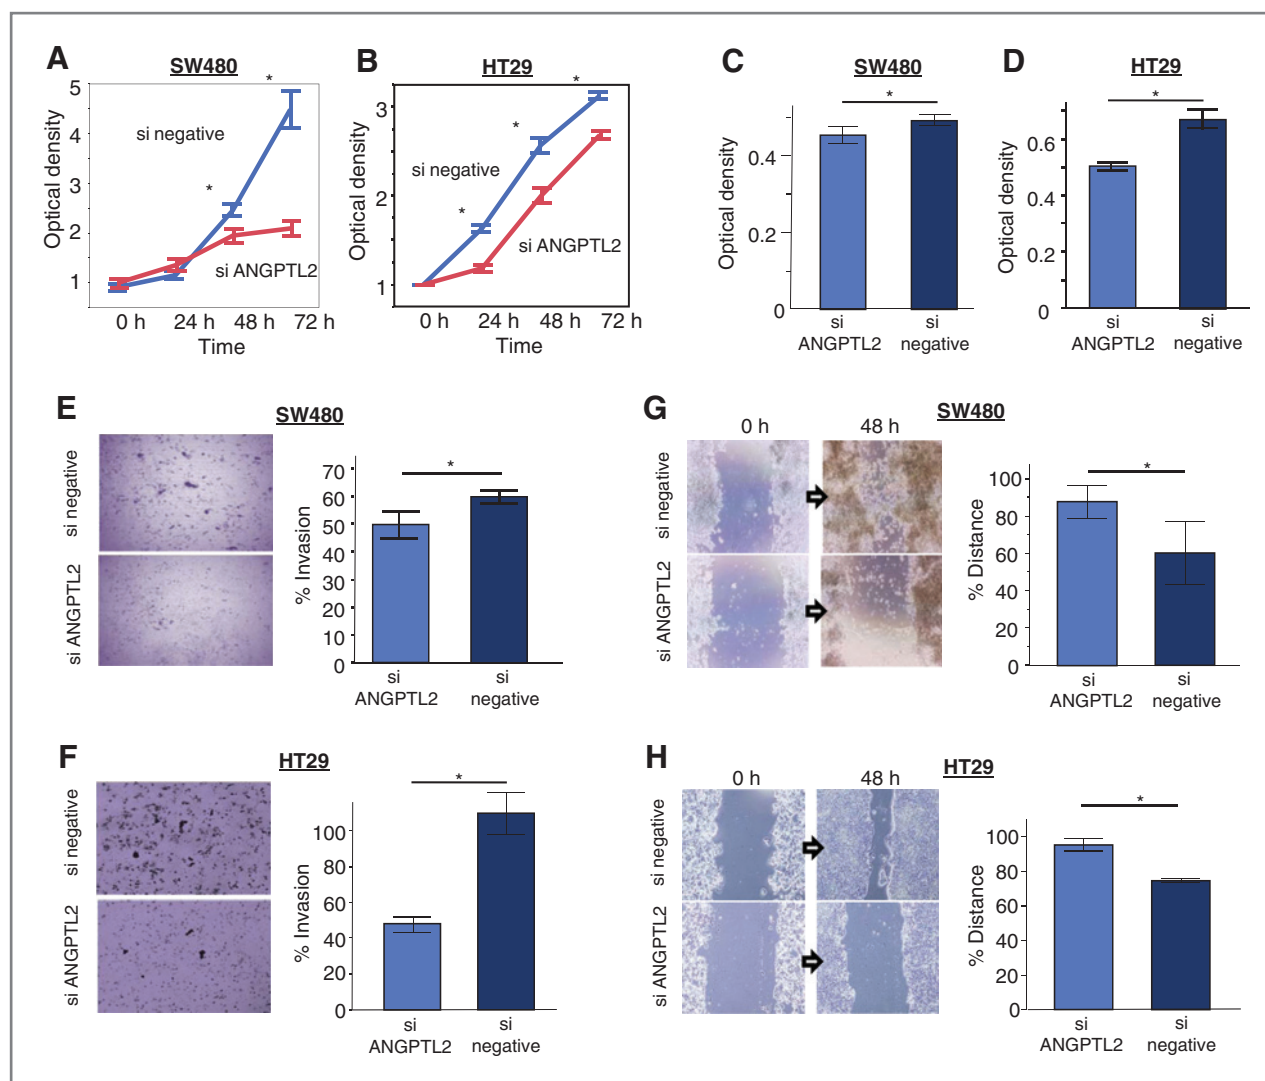 A
SW480
*
Optical density
5
4
3
2
1
si negative
*
si ANGPTL2
0 h 24 h 48 h 72 h
Time
B
HT29
*
Optical density
3
2
1
*
si negative
*
si ANGPTL2
0 h 24 h 48 h 72 h
Time
C
SW480
*
Optical density
0.4
0.2
0
si
ANGPTL2
si
negative
D
HT29
*
Optical density
0.6
0.4
0.2
0
si
ANGPTL2
si
negative
E
SW480
si negative
si ANGPTL2
% Invasion
70
60
50
40
30
20
10
0
*
si
ANGPTL2
si
negative
G
SW480
0 h 48 h
si negative
si ANGPTL2
% Distance
100
80
60
40
20
0
*
si
ANGPTL2
si
negative
F
HT29
si negative
si ANGPTL2
% Invasion
100
80
60
40
20
0
*
si
ANGPTL2
si
negative
H
HT29
0 h 48 h
si negative
si ANGPTL2
% Distance
100
80
60
40
20
0
*
si
ANGPTL2
si
negative